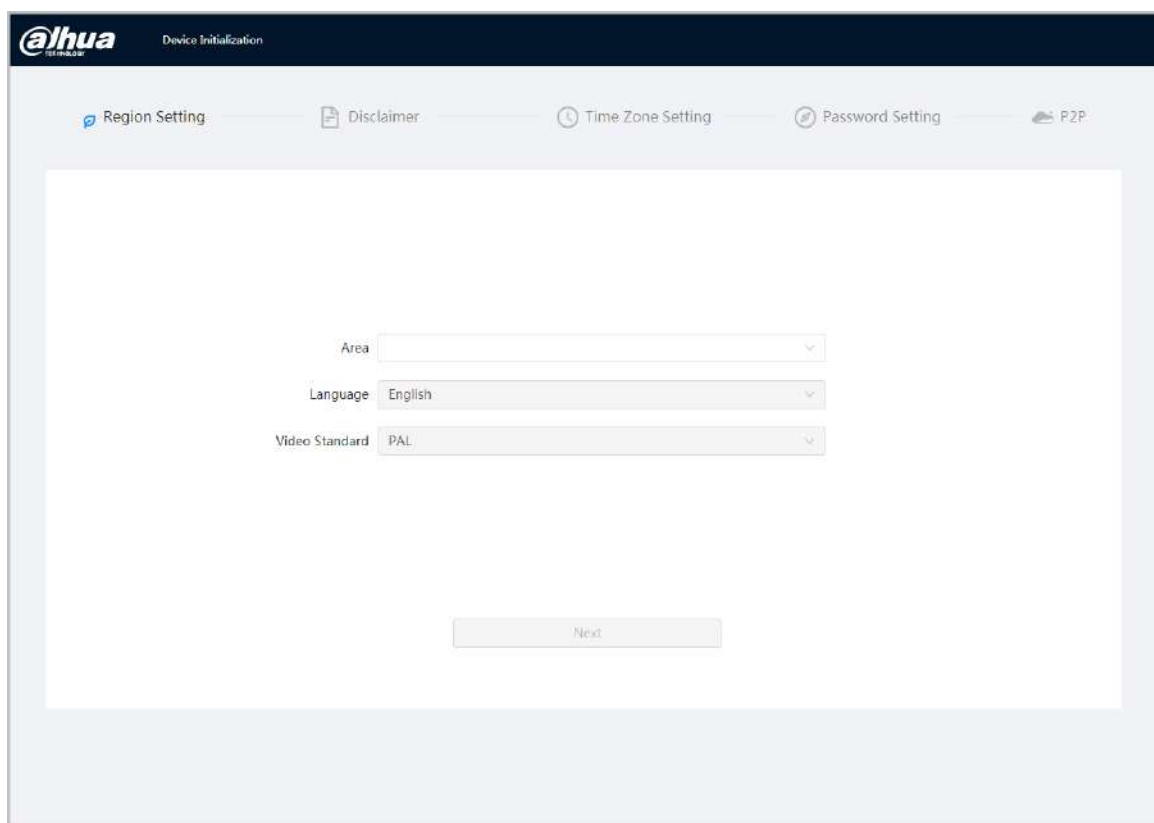 alhua
TECHNOLOGY
Device Initialization
Region Setting
Disclaimer
Time Zone Setting
Password Setting
P2P
Area
Language English
Video Standard PAL
Next